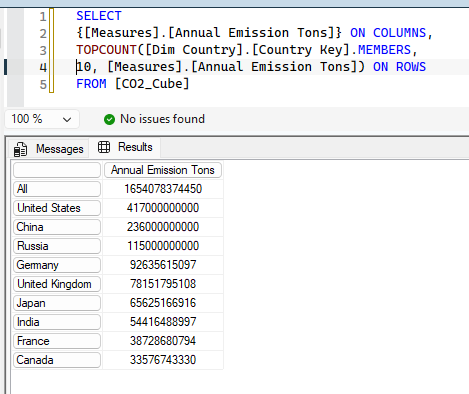 1 SELECT
2 {[Measures].[Annual Emission Tons]} ON COLUMNS,
3 TOPCOUNT([Dim Country].[Country Key].MEMBERS,
4 10, [Measures].[Annual Emission Tons]) ON ROWS
5 FROM [CO2_Cube]
100 % No issues found
Messages Results
Annual Emission Tons
All 1654078374450
United States 417000000000
China 236000000000
Russia 115000000000
Germany 92635615097
United Kingdom 78151795108
Japan 65625166916
India 54416488997
France 38728680794
Canada 33576743330